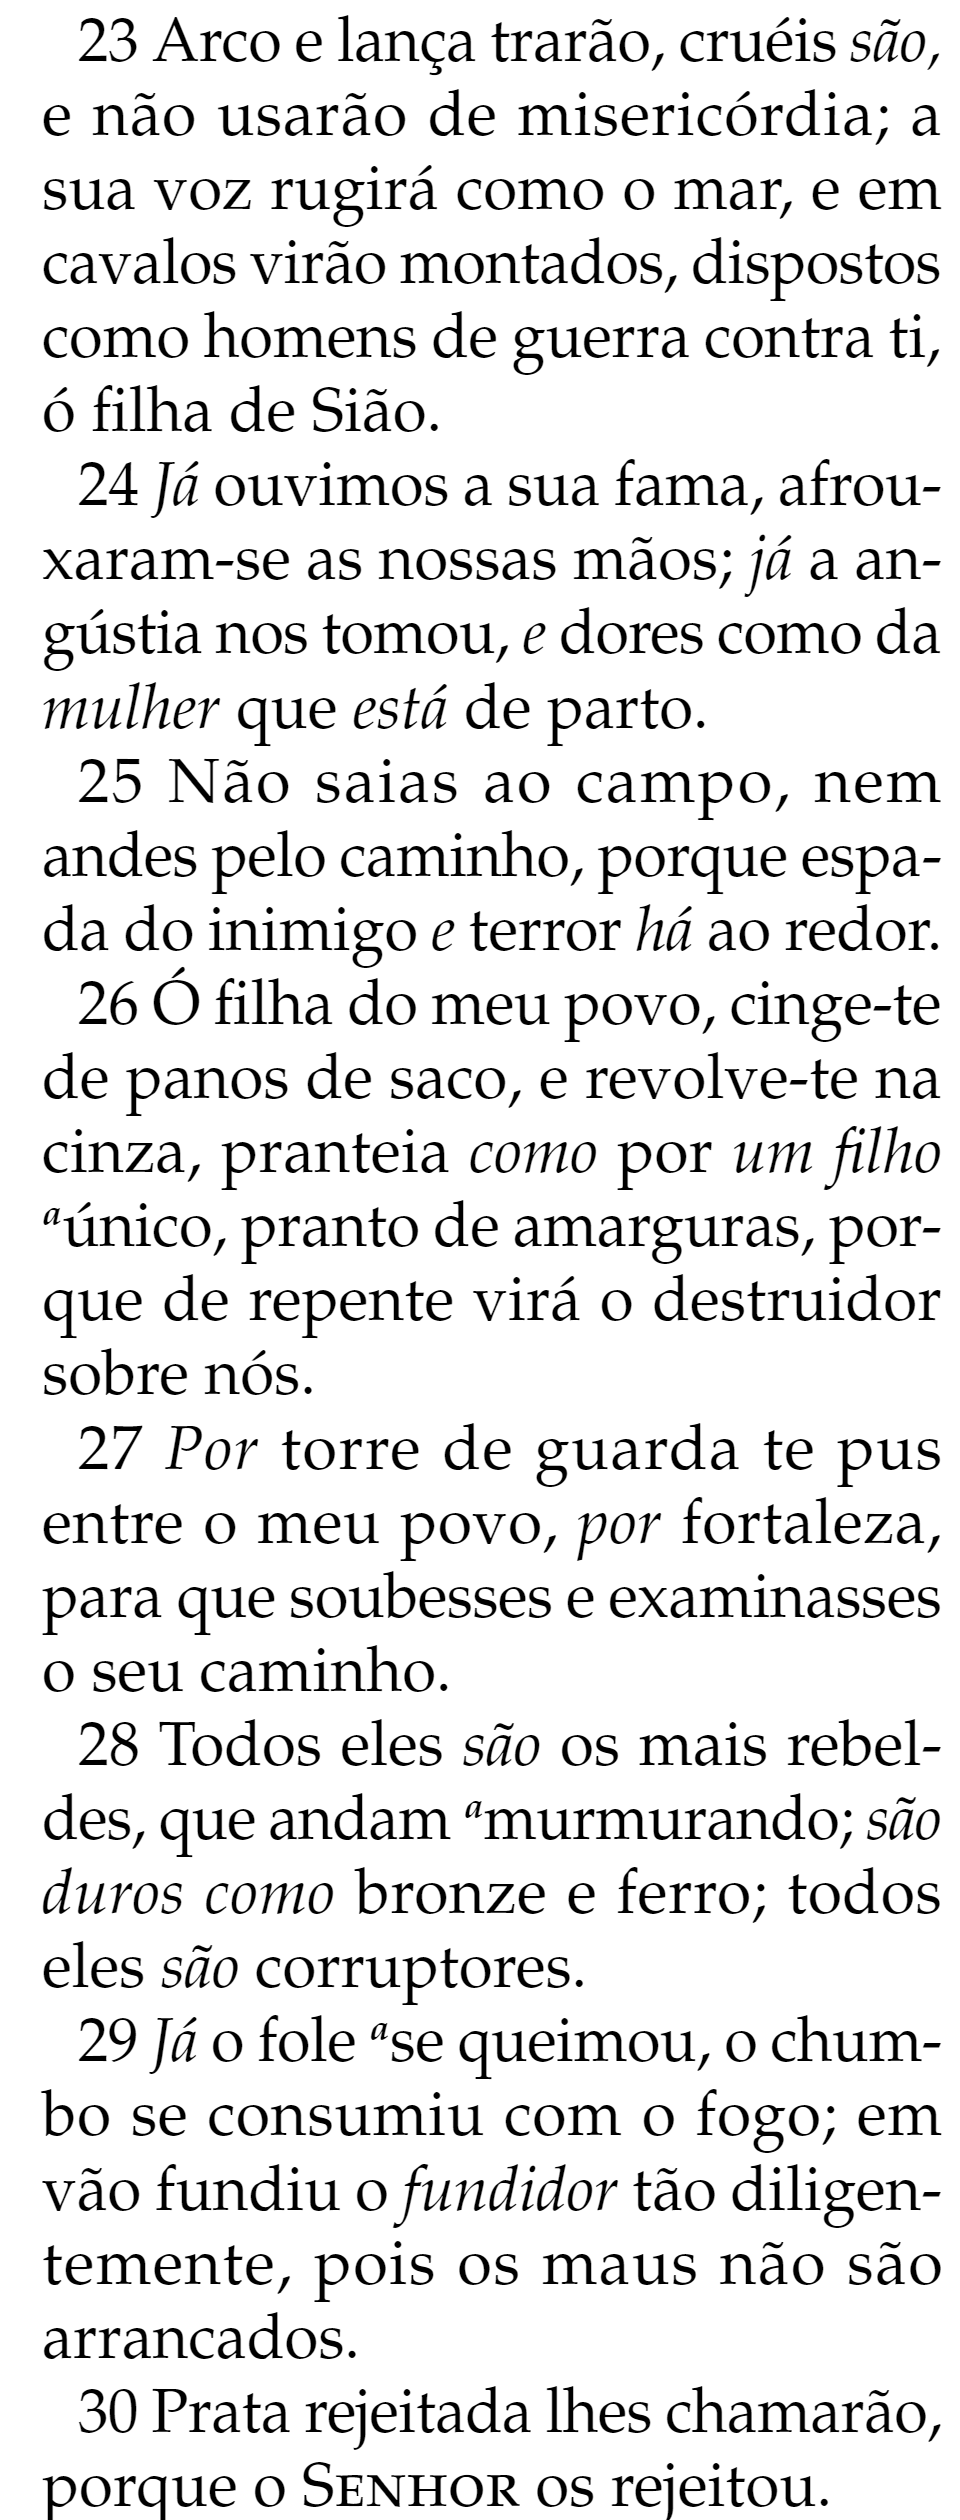 23 Arco e lança trarão, cruéis são,
e não usarão de misericórdia; a
sua voz rugirá como o mar, e em
cavalos virão montados, dispostos
como homens de guerra contra ti,
ó filha de Sião.
24 Já ouvimos a sua fama, afrou-
xaram-se as nossas mãos; já a an-
gústia nos tomou, e dores como da
mulher que está de parto.
25 Não saias ao campo, nem
andes pelo caminho, porque espa-
da do inimigo e terror há ao redor.
26 Ó filha do meu povo, cinge-te
de panos de saco, e revolve-te na
cinza, pranteia como por um filho
aúnico, pranto de amarguras, por-
que de repente virá o destruidor
sobre nós.
27 Por torre de guarda te pus
entre o meu povo, por fortaleza,
para que soubesses e examinasses
o seu caminho.
28 Todos eles são os mais rebel-
des, que andam amurmurando; são
duros como bronze e ferro; todos
eles são corruptores.
29 Já o fole ase queimou, o chum-
bo se consumiu com o fogo; em
vão fundiu o fundidor tão diligen-
temente, pois os maus não são
arrancados.
30 Prata rejeitada lhes chamarão,
porque o SENHOR os rejeitou.